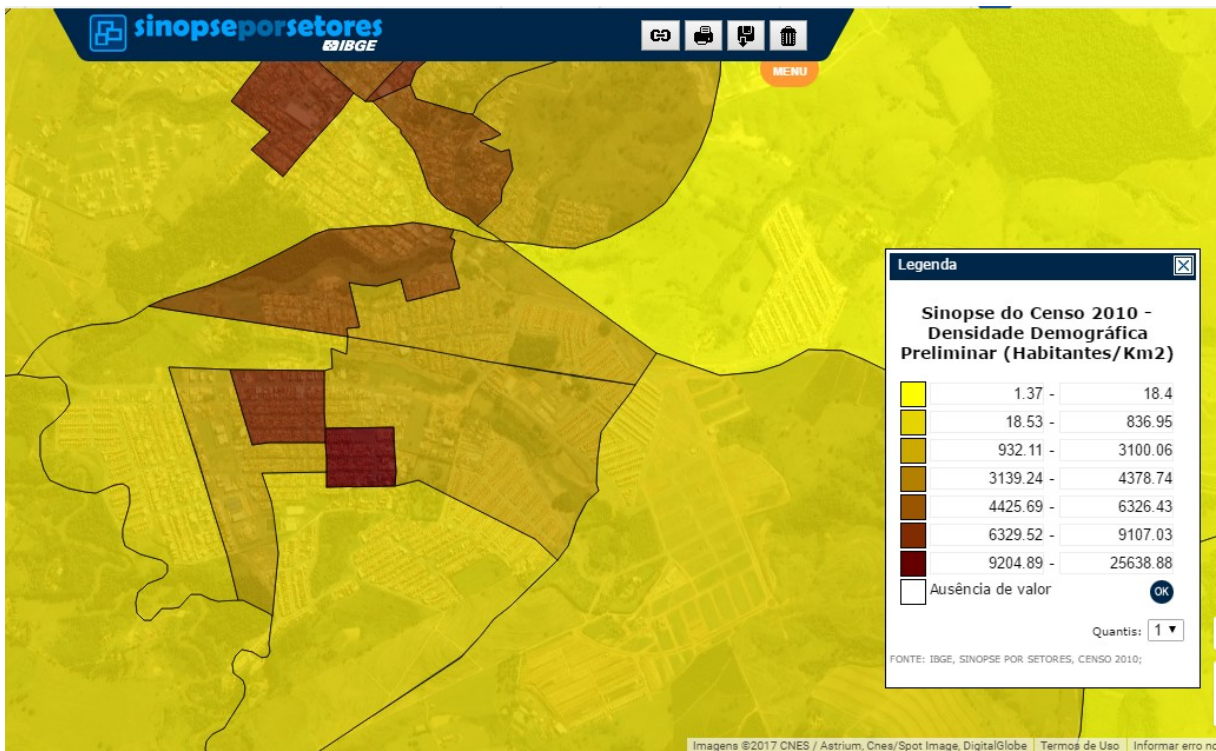 sinopseporsetores
IBGE
MENU
Legenda
Sinopse do Censo 2010 -
Densidade Demográfica
Preliminar (Habitantes/Km2)
1.37 - 18.4
18.53 - 836.95
932.11 - 3100.06
3139.24 - 4378.74
4425.69 - 6326.43
6329.52 - 9107.03
9204.89 - 25638.88
Ausência de valor OK
Quantis: 1
FONTE: IBGE, SINOPSE POR SETORES, CENSO 2010;
Imagens ©2017 CNES / Astrium, Cnes/Spot Image, DigitalGlobe Termos de Uso Informar erro no